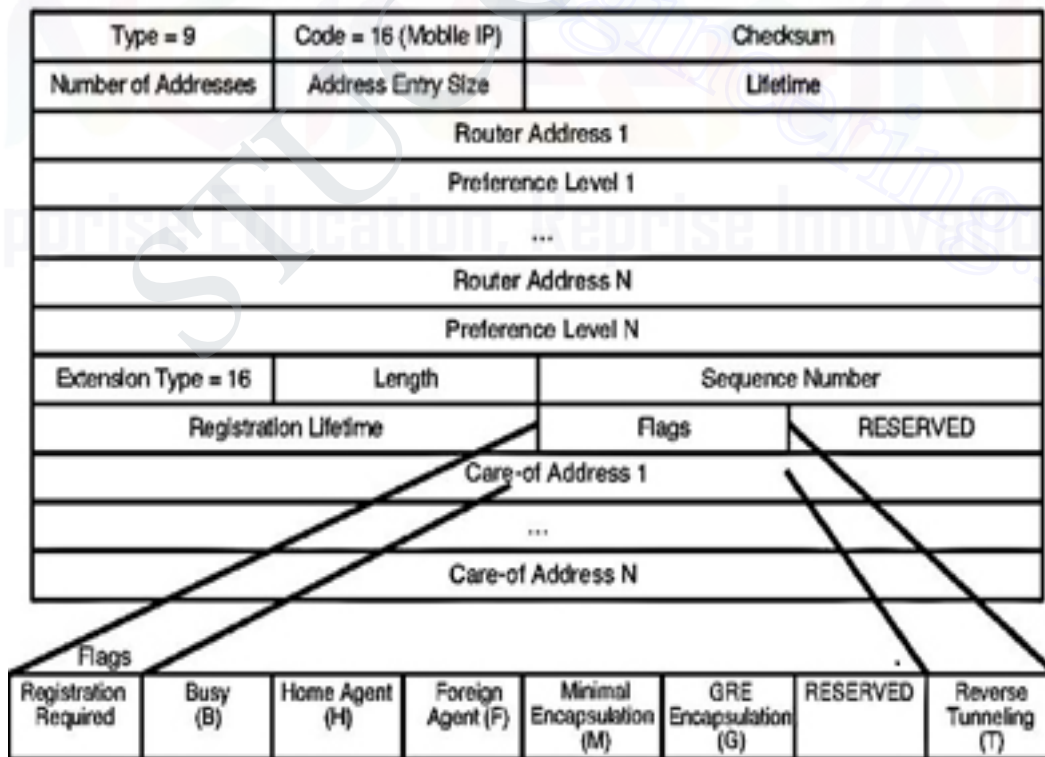 Type = 9 Code = 16 (Mobile IP) Checksum
Number of Addresses Address Entry Size Lifetime
Router Address 1
Preference Level 1
...
Router Address N
Preference Level N
Extension Type = 16 Length Sequence Number
Registration Lifetime Flags RESERVED
Care-of Address 1
...
Care-of Address N
Flags
Registration Required Busy (B) Home Agent (H) Foreign Agent (F) Minimal Encapsulation (M) GRE Encapsulation (G) RESERVED Reverse Tunneling (T)